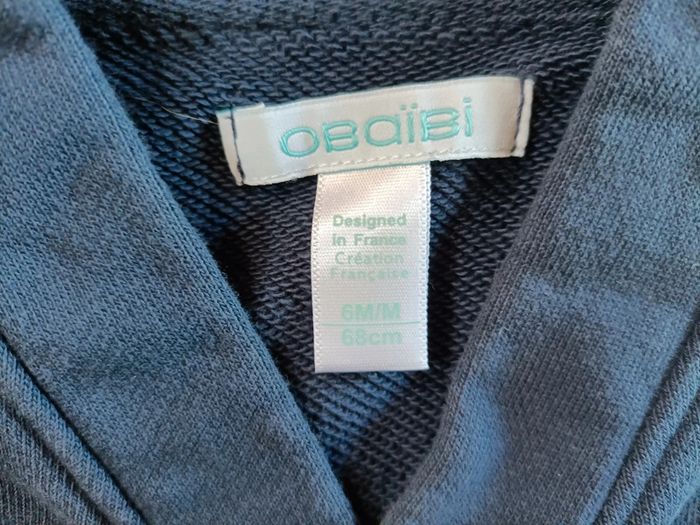 OBaïBi
Designed
in France
Création
Française
6M/M
68cm